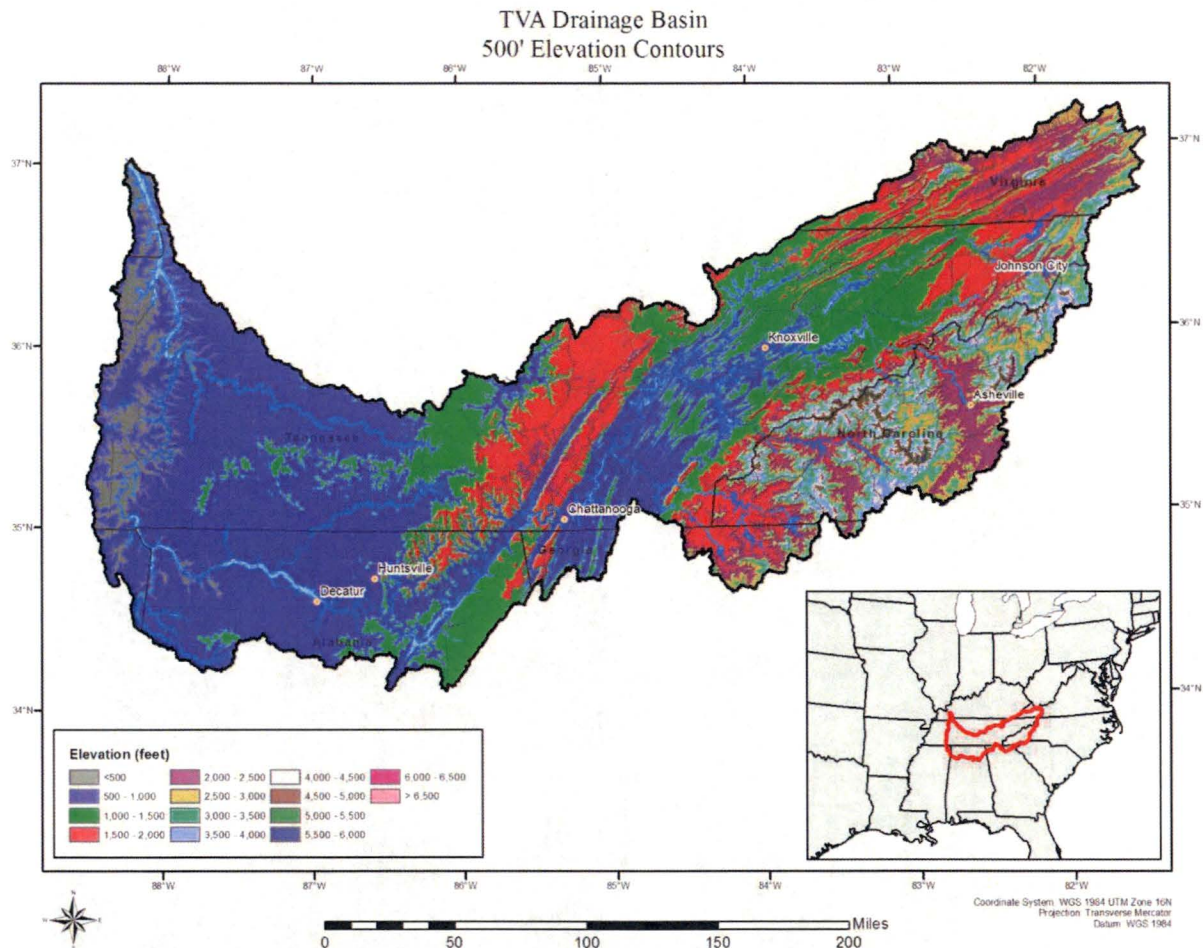 TVA Drainage Basin
500' Elevation Contours
88°W 87°W 86°W 85°W 84°W 83°W 82°W
37°N 37°N
Virginia
Johnson City
36°N Knoxville 36°N
Asheville
Tennessee North Carolina
Chattanooga
35°N 35°N
Georgia
Huntsville
Decatur
Alabama
34°N 34°N
Elevation (feet)
<500 2,000 - 2,500 4,000 - 4,500 6,000 - 6,500
500 - 1,000 2,500 - 3,000 4,500 - 5,000 > 6,500
1,000 - 1,500 3,000 - 3,500 5,000 - 5,500
1,500 - 2,000 3,500 - 4,000 5,500 - 6,000
88°W 87°W 86°W 85°W 84°W 83°W 82°W
N
W E
S
Miles
0 50 100 150 200
Coordinate System: WGS 1984 UTM Zone 16N
Projection: Transverse Mercator
Datum: WGS 1984